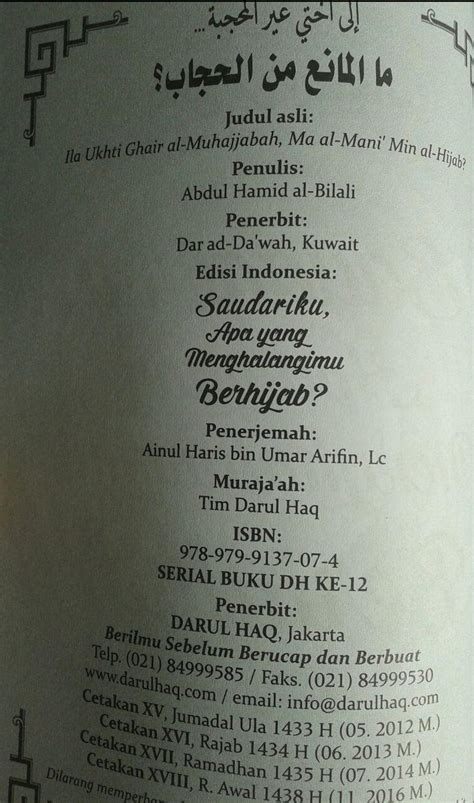 إلى أختي غير المحجبة...
ما المانع من الحجاب؟
Judul asli:
Ila Ukhti Ghair al-Muhajjabah, Ma al-Mani' Min al-Hijab?
Penulis:
Abdul Hamid al-Bilali
Penerbit:
Dar ad-Da'wah, Kuwait
Edisi Indonesia:
Saudariku,
Apa yang
Menghalangimu
Berhijab?
Penerjemah:
Ainul Haris bin Umar Arifin, Lc
Muraja'ah:
Tim Darul Haq
ISBN:
978-979-9137-07-4
SERIAL BUKU DH KE-12
Penerbit:
DARUL HAQ, Jakarta
Berilmu Sebelum Berucap dan Berbuat
Telp. (021) 84999585 / Faks. (021) 84999530
www.darulhaq.com / email: info@darulhaq.com
Cetakan XV, Jumadal Ula 1433 H (05. 2012 M.)
Cetakan XVI, Rajab 1434 H (06. 2013 M.)
Cetakan XVII, Ramadhan 1435 H (07. 2014 M.)
Cetakan XVIII, R. Awal 1438 H (11. 2016 M.)
Dilarang